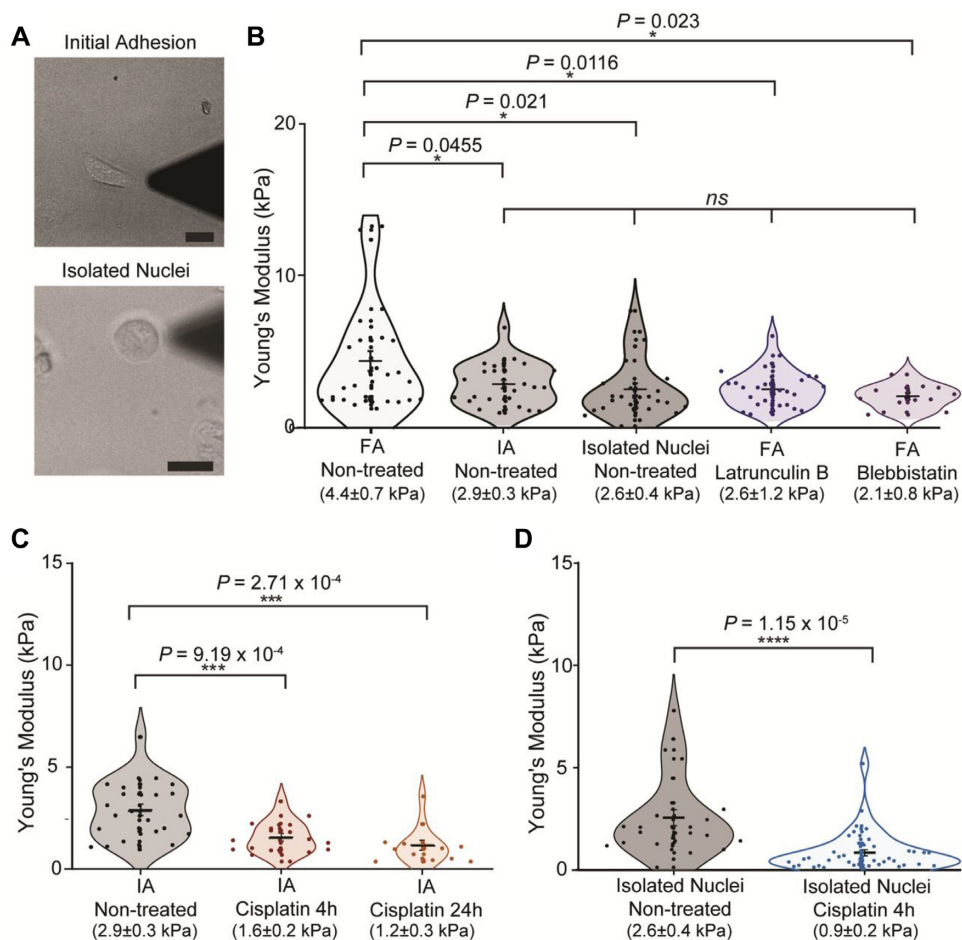 A
Initial Adhesion
Isolated Nuclei
B
P = 0.023
*
P = 0.0116
*
P = 0.021
*
P = 0.0455
*
ns
Young's Modulus (kPa)
20
10
0
FA
Non-treated
(4.4±0.7 kPa)
IA
Non-treated
(2.9±0.3 kPa)
Isolated Nuclei
Non-treated
(2.6±0.4 kPa)
FA
Latrunculin B
(2.6±1.2 kPa)
FA
Blebbistatin
(2.1±0.8 kPa)
C
P = 2.71 x 10-4
***
P = 9.19 x 10-4
***
Young's Modulus (kPa)
15
10
5
0
IA
Non-treated
(2.9±0.3 kPa)
IA
Cisplatin 4h
(1.6±0.2 kPa)
IA
Cisplatin 24h
(1.2±0.3 kPa)
D
P = 1.15 x 10-5
****
Young's Modulus (kPa)
15
10
5
0
Isolated Nuclei
Non-treated
(2.6±0.4 kPa)
Isolated Nuclei
Cisplatin 4h
(0.9±0.2 kPa)